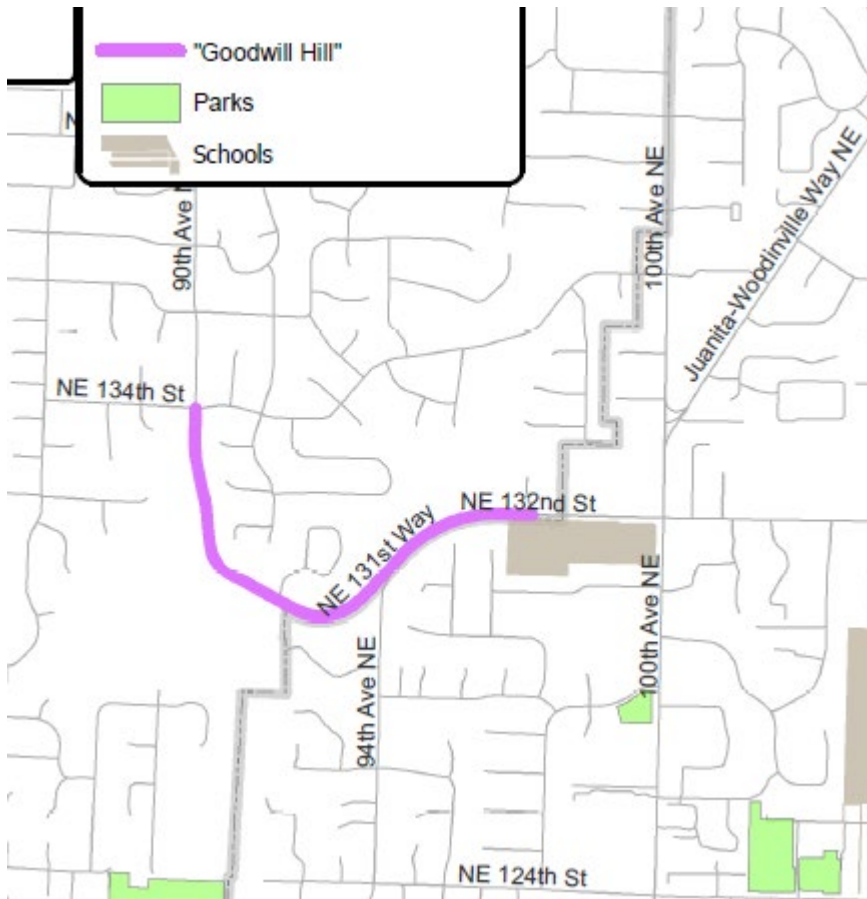 "Goodwill Hill"
Parks
Schools
N
90th Ave N
100th Ave NE
Juanita-Woodinville Way NE
NE 134th St
NE 132nd St
NE 131st Way
94th Ave NE
100th Ave NE
NE 124th St